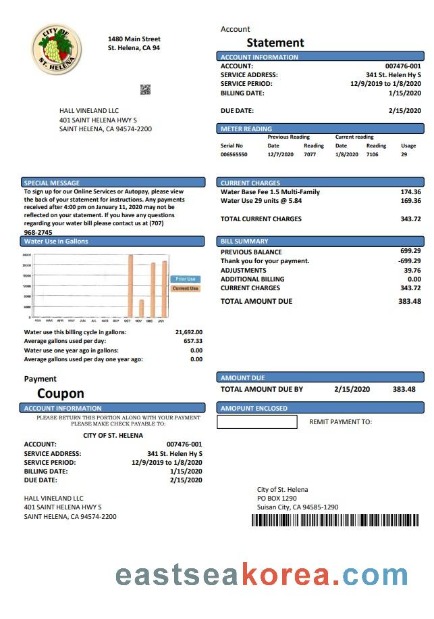 CITY OF
ST. HELENA
1480 Main Street
St. Helena, CA 94
Account
Statement
ACCOUNT INFORMATION
ACCOUNT: 007476-001
SERVICE ADDRESS: 341 St. Helen Hy S
SERVICE PERIOD: 12/9/2019 to 1/8/2020
BILLING DATE: 1/15/2020
DUE DATE: 2/15/2020
HALL VINELAND LLC
401 SAINT HELENA HWY S
SAINT HELENA, CA 94574-2200
METER READING
Previous Reading Current reading
Serial No Date Reading Date Reading Usage
006565550 12/7/2020 7077 1/8/2020 7106 29
SPECIAL MESSAGE
To sign up for our Online Services or Autopay, please view
the back of your statement for instructions. Any payments
received after 4:00 pm on January 11, 2020 may not be
reflected on your statement. If you have any questions
regarding your water bill please contact us at (707)
968-2745
CURRENT CHARGES
Water Base Fee 1.5 Multi-Family 174.36
Water Use 29 units @ 5.84 169.36
TOTAL CURRENT CHARGES 343.72
Water Use in Gallons
Prior Use
Current Use
BILL SUMMARY
PREVIOUS BALANCE 699.29
Thank you for your payment. -699.29
ADJUSTMENTS 39.76
ADDITIONAL BILLING 0.00
CURRENT CHARGES 343.72
TOTAL AMOUNT DUE 383.48
Water use this billing cycle in gallons: 21,692.00
Average gallons used per day: 657.33
Water use one year ago in gallons: 0.00
Average gallons used per day one year ago: 0.00
Payment
Coupon
AMOUNT DUE
TOTAL AMOUNT DUE BY 2/15/2020 383.48
ACCOUNT INFORMATION
PLEASE RETURN THIS PORTION ALONG WITH YOUR PAYMENT
PLEASE MAKE CHECK PAYABLE TO:
CITY OF ST. HELENA
ACCOUNT: 007476-001
SERVICE ADDRESS: 341 St. Helen Hy S
SERVICE PERIOD: 12/9/2019 to 1/8/2020
BILLING DATE: 1/15/2020
DUE DATE: 2/15/2020
AMOPUNT ENCLOSED
REMIT PAYMENT TO:
HALL VINELAND LLC
401 SAINT HELENA HWY S
SAINT HELENA, CA 94574-2200
City of St. Helena
PO BOX 1290
Suisan City, CA 94585-1290
eastseakorea.com